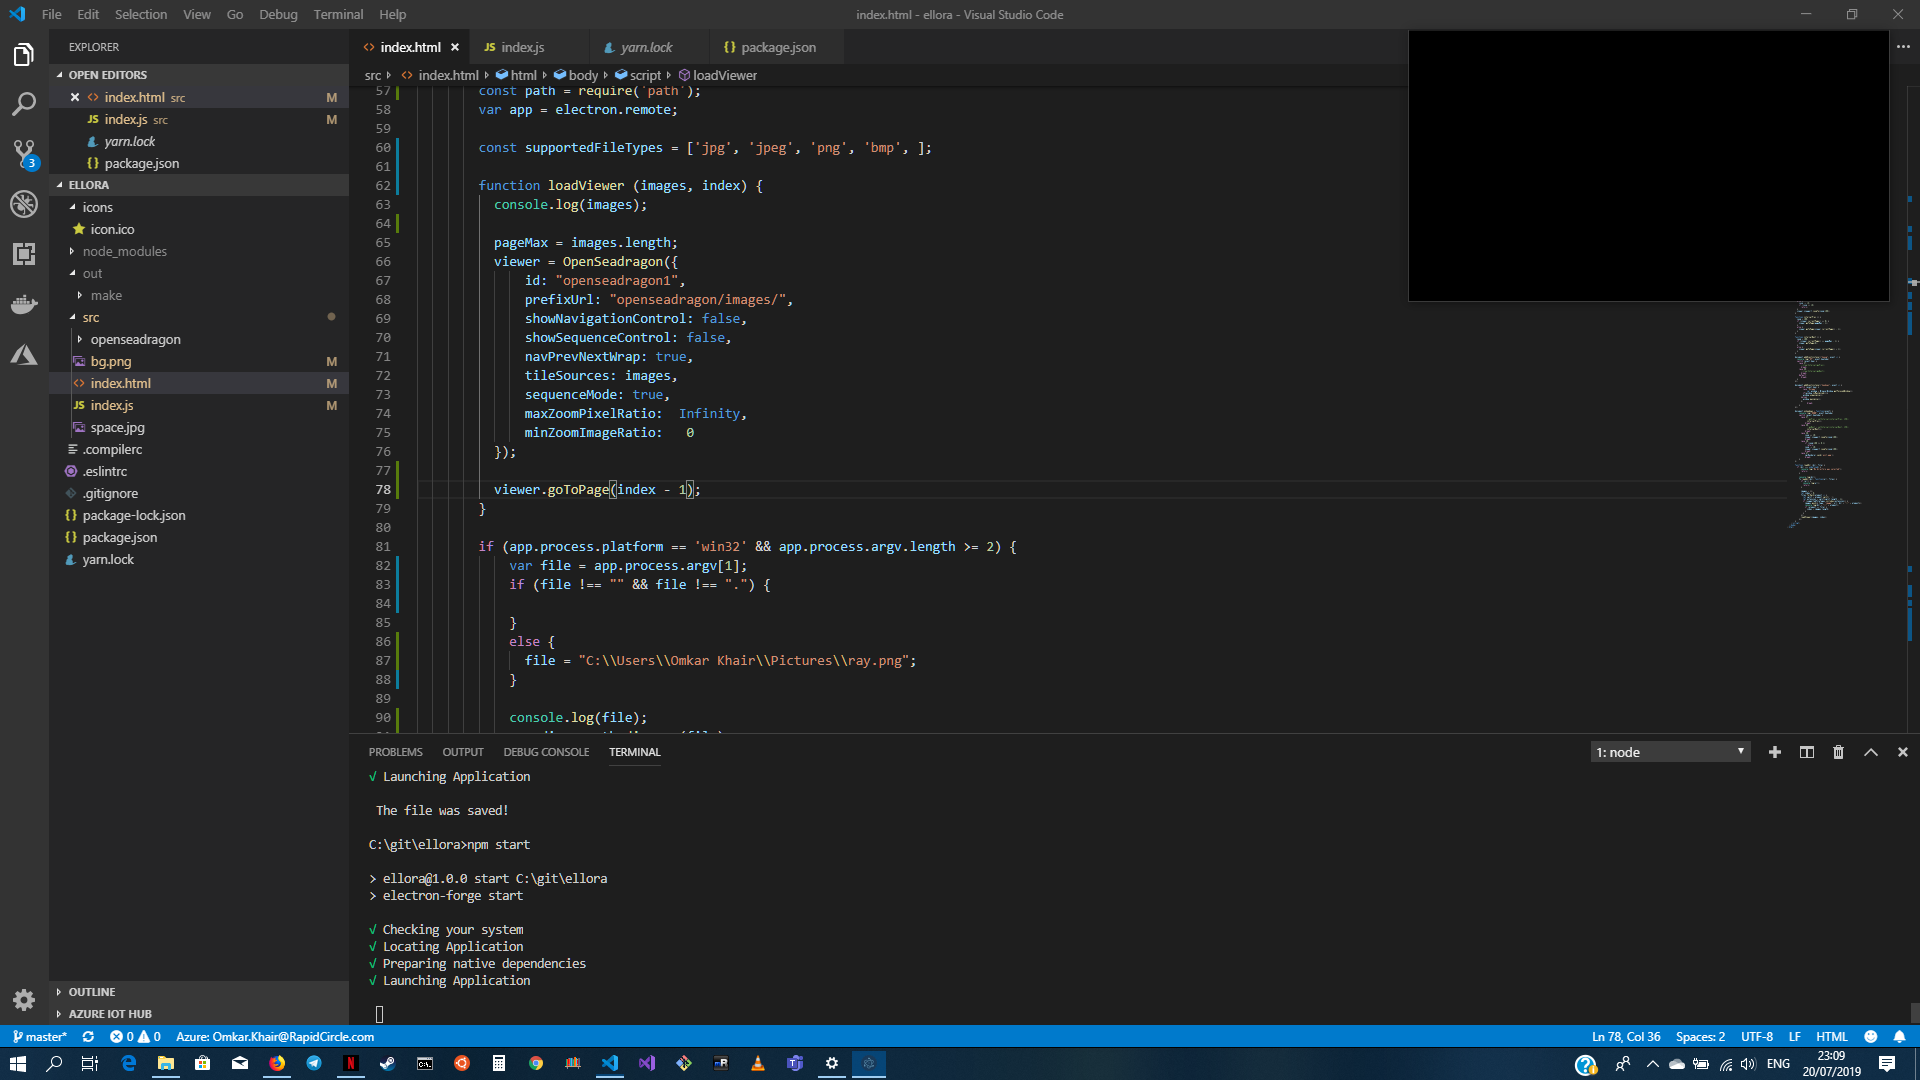 File Edit Selection View Go Debug Terminal Help
index.html - ellora - Visual Studio Code
EXPLORER
OPEN EDITORS
index.html src M
index.js src M
yarn.lock
package.json
ELLORA
icons
icon.ico
node_modules
out
make
src
openseadragon
bg.png M
index.html M
index.js M
space.jpg
.compilerc
.eslintrc
.gitignore
package-lock.json
package.json
yarn.lock
OUTLINE
AZURE IOT HUB
3
index.html JS index.js yarn.lock {} package.json
src index.html html body script loadViewer
57 const path = require('path');
58 var app = electron.remote;
59
60 const supportedFileTypes = ['jpg', 'jpeg', 'png', 'bmp', ];
61
62 function loadViewer (images, index) {
63 console.log(images);
64
65 pageMax = images.length;
66 viewer = OpenSeadragon({
67 id: "openseadragon1",
68 prefixUrl: "openseadragon/images/",
69 showNavigationControl: false,
70 showSequenceControl: false,
71 navPrevNextWrap: true,
72 tileSources: images,
73 sequenceMode: true,
74 maxZoomPixelRatio: Infinity,
75 minZoomImageRatio: 0
76 });
77
78 viewer.goToPage(index - 1);
79 }
80
81 if (app.process.platform == 'win32' && app.process.argv.length >= 2) {
82 var file = app.process.argv[1];
83 if (file !== "" && file !== ".") {
84
85 }
86 else {
87 file = "C:\\Users\\Omkar Khair\\Pictures\\ray.png";
88 }
89
90 console.log(file);
PROBLEMS OUTPUT DEBUG CONSOLE TERMINAL
1: node
√ Launching Application
The file was saved!
C:\git\ellora>npm start
> ellora@1.0.0 start C:\git\ellora
> electron-forge start
√ Checking your system
√ Locating Application
√ Preparing native dependencies
√ Launching Application
master* 0 0 Azure: Omkar.Khair@RapidCircle.com
Ln 78, Col 36 Spaces: 2 UTF-8 LF HTML
ENG
23:09
20/07/2019